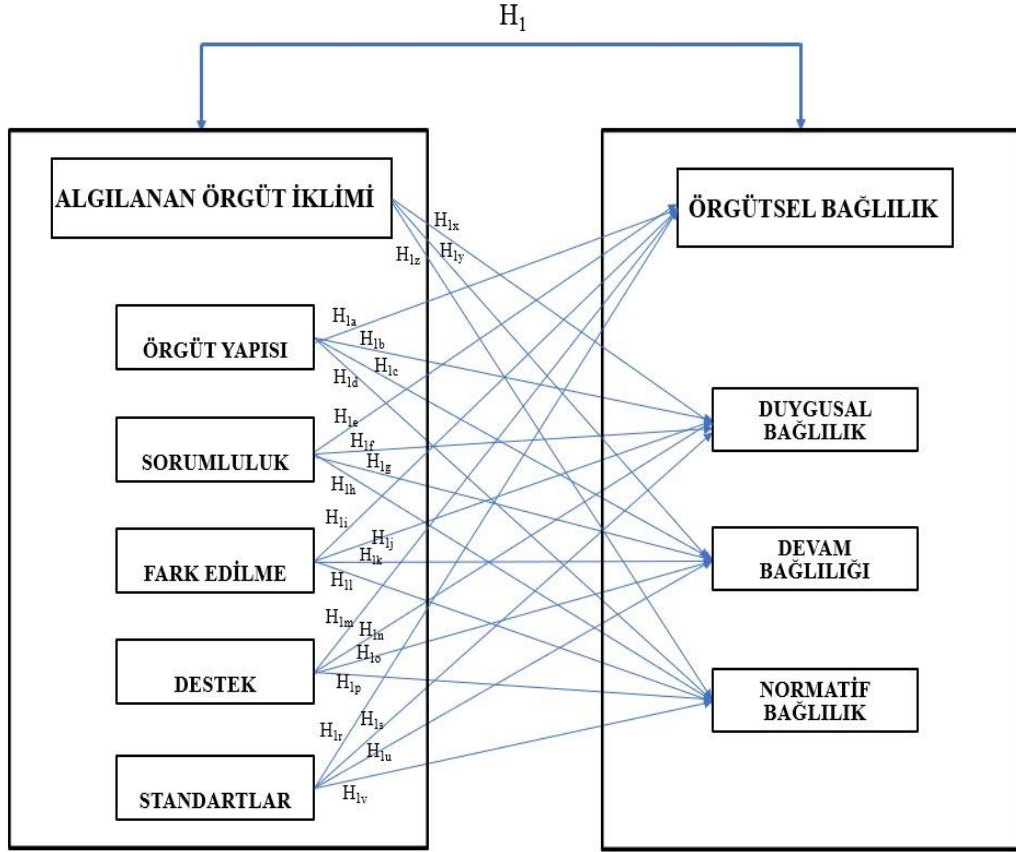 H₁
ALGILANAN ÖRGÜT İKLİMİ
ÖRGÜTSEL BAĞLILIK
H₁ₓ
H₁y
H₁z
H₁ₐ
H₁b
H₁c
H₁d
ÖRGÜT YAPISI
DUYGUSAL
BAĞLILIK
H₁ₑ
H₁f
H₁g
H₁ₕ
SORUMLULUK
H₁ᵢ
H₁ⱼ
H₁ₖ
H₁ₗ
FARK EDİLME
DEVAM
BAĞLILIĞI
H₁ₘ
H₁ₙ
H₁ₒ
H₁ₚ
DESTEK
NORMATİF
BAĞLILIK
H₁ᵣ
H₁ₛ
H₁ᵤ
H₁ᵥ
STANDARTLAR